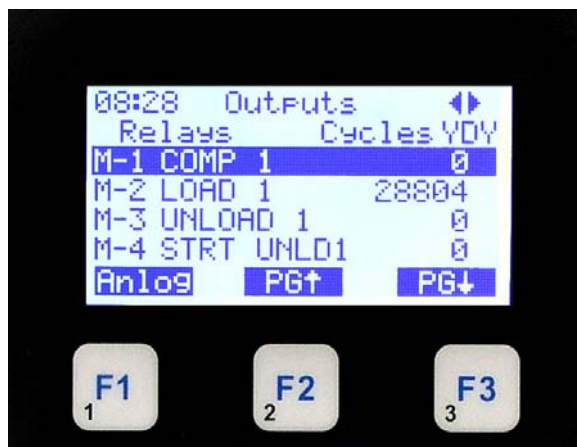 08:28 Outputs ◀▶
Relays Cycles YDY
M-1 COMP 1 0
M-2 LOAD 1 28804
M-3 UNLOAD 1 0
M-4 STRT UNLD1 0
Anlog PG↑ PG↓
F1 F2 F3
1 2 3